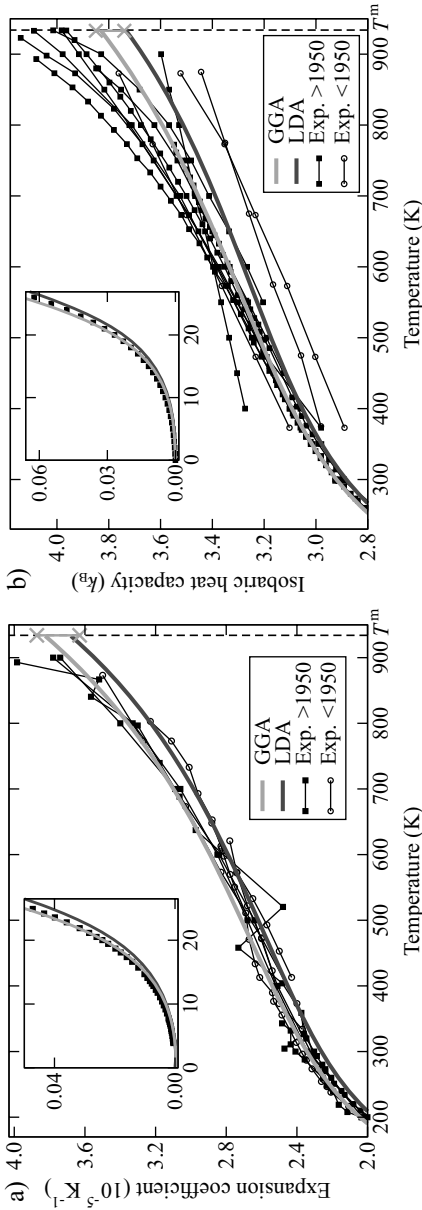 a)
Expansion coefficient (10⁻⁵ K⁻¹)
4.0
3.6
3.2
2.8
2.4
2.0
0.04
0.00
0
20
GGA
LDA
Exp. >1950
Exp. <1950
200
300
400
500
600
700
800
900
Tᵐ
Temperature (K)
b)
Isobaric heat capacity (k_B)
4.0
3.8
3.6
3.4
3.2
3.0
2.8
0.06
0.03
0.00
0
20
GGA
LDA
Exp. >1950
Exp. <1950
300
400
500
600
700
800
900
Tᵐ
Temperature (K)